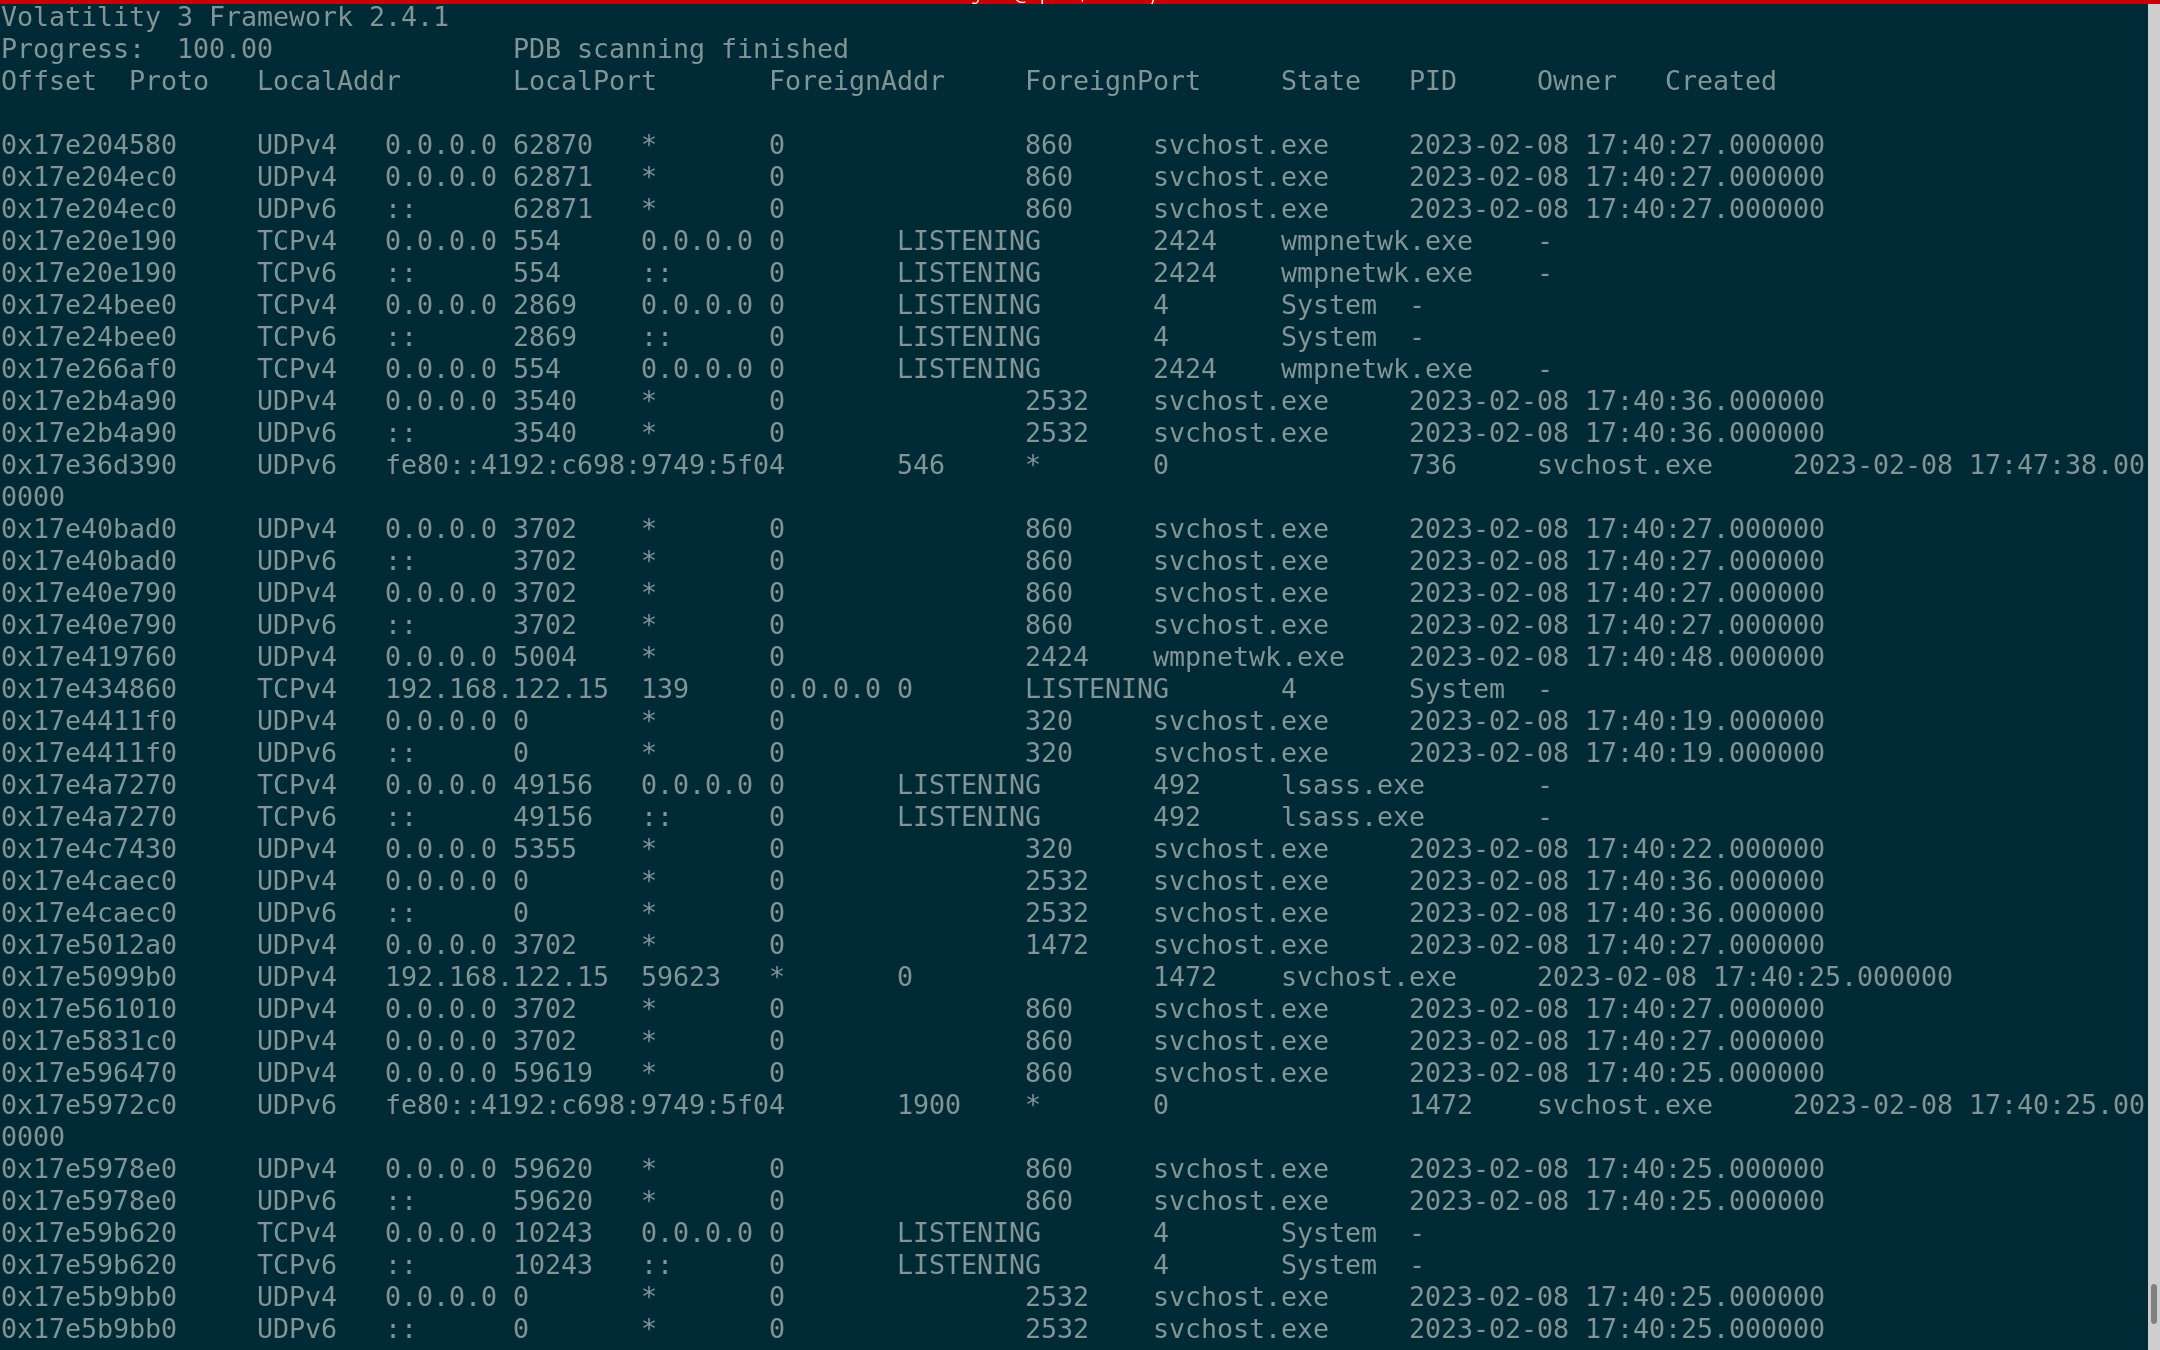 Volatility 3 Framework 2.4.1
Progress:  100.00               PDB scanning finished
Offset  Proto   LocalAddr       LocalPort       ForeignAddr     ForeignPort     State   PID     Owner   Created

0x17e204580     UDPv4   0.0.0.0 62870   *       0               860     svchost.exe     2023-02-08 17:40:27.000000
0x17e204ec0     UDPv4   0.0.0.0 62871   *       0               860     svchost.exe     2023-02-08 17:40:27.000000
0x17e204ec0     UDPv6   ::      62871   *       0               860     svchost.exe     2023-02-08 17:40:27.000000
0x17e20e190     TCPv4   0.0.0.0 554     0.0.0.0 0       LISTENING       2424    wmpnetwk.exe    -
0x17e20e190     TCPv6   ::      554     ::      0       LISTENING       2424    wmpnetwk.exe    -
0x17e24bee0     TCPv4   0.0.0.0 2869    0.0.0.0 0       LISTENING       4       System  -
0x17e24bee0     TCPv6   ::      2869    ::      0       LISTENING       4       System  -
0x17e266af0     TCPv4   0.0.0.0 554     0.0.0.0 0       LISTENING       2424    wmpnetwk.exe    -
0x17e2b4a90     UDPv4   0.0.0.0 3540    *       0               2532    svchost.exe     2023-02-08 17:40:36.000000
0x17e2b4a90     UDPv6   ::      3540    *       0               2532    svchost.exe     2023-02-08 17:40:36.000000
0x17e36d390     UDPv6   fe80::4192:c698:9749:5f04       546     *       0               736     svchost.exe     2023-02-08 17:47:38.00
0000
0x17e40bad0     UDPv4   0.0.0.0 3702    *       0               860     svchost.exe     2023-02-08 17:40:27.000000
0x17e40bad0     UDPv6   ::      3702    *       0               860     svchost.exe     2023-02-08 17:40:27.000000
0x17e40e790     UDPv4   0.0.0.0 3702    *       0               860     svchost.exe     2023-02-08 17:40:27.000000
0x17e40e790     UDPv6   ::      3702    *       0               860     svchost.exe     2023-02-08 17:40:27.000000
0x17e419760     UDPv4   0.0.0.0 5004    *       0               2424    wmpnetwk.exe    2023-02-08 17:40:48.000000
0x17e434860     TCPv4   192.168.122.15  139     0.0.0.0 0       LISTENING       4       System  -
0x17e4411f0     UDPv4   0.0.0.0 0       *       0               320     svchost.exe     2023-02-08 17:40:19.000000
0x17e4411f0     UDPv6   ::      0       *       0               320     svchost.exe     2023-02-08 17:40:19.000000
0x17e4a7270     TCPv4   0.0.0.0 49156   0.0.0.0 0       LISTENING       492     lsass.exe       -
0x17e4a7270     TCPv6   ::      49156   ::      0       LISTENING       492     lsass.exe       -
0x17e4c7430     UDPv4   0.0.0.0 5355    *       0               320     svchost.exe     2023-02-08 17:40:22.000000
0x17e4caec0     UDPv4   0.0.0.0 0       *       0               2532    svchost.exe     2023-02-08 17:40:36.000000
0x17e4caec0     UDPv6   ::      0       *       0               2532    svchost.exe     2023-02-08 17:40:36.000000
0x17e5012a0     UDPv4   0.0.0.0 3702    *       0               1472    svchost.exe     2023-02-08 17:40:27.000000
0x17e5099b0     UDPv4   192.168.122.15  59623   *       0               1472    svchost.exe     2023-02-08 17:40:25.000000
0x17e561010     UDPv4   0.0.0.0 3702    *       0               860     svchost.exe     2023-02-08 17:40:27.000000
0x17e5831c0     UDPv4   0.0.0.0 3702    *       0               860     svchost.exe     2023-02-08 17:40:27.000000
0x17e596470     UDPv4   0.0.0.0 59619   *       0               860     svchost.exe     2023-02-08 17:40:25.000000
0x17e5972c0     UDPv6   fe80::4192:c698:9749:5f04       1900    *       0               1472    svchost.exe     2023-02-08 17:40:25.00
0000
0x17e5978e0     UDPv4   0.0.0.0 59620   *       0               860     svchost.exe     2023-02-08 17:40:25.000000
0x17e5978e0     UDPv6   ::      59620   *       0               860     svchost.exe     2023-02-08 17:40:25.000000
0x17e59b620     TCPv4   0.0.0.0 10243   0.0.0.0 0       LISTENING       4       System  -
0x17e59b620     TCPv6   ::      10243   ::      0       LISTENING       4       System  -
0x17e5b9bb0     UDPv4   0.0.0.0 0       *       0               2532    svchost.exe     2023-02-08 17:40:25.000000
0x17e5b9bb0     UDPv6   ::      0       *       0               2532    svchost.exe     2023-02-08 17:40:25.000000